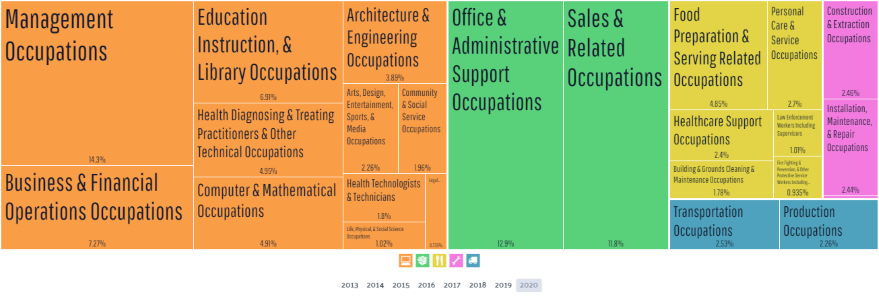 Management
Occupations
14.3%
Business & Financial
Operations Occupations
7.27%
Education
Instruction, &
Library Occupations
6.91%
Health Diagnosing & Treating
Practitioners & Other
Technical Occupations
4.95%
Computer & Mathematical
Occupations
4.91%
Architecture &
Engineering
Occupations
3.89%
Arts, Design,
Entertainment,
Sports, &
Media
Occupations
2.26%
Community
& Social
Service
Occupations
1.96%
Health Technologists
& Technicians
1.8%
Life, Physical, & Social Science
Occupations
1.02%
Legal...
Office &
Administrative
Support
Occupations
12.9%
Sales &
Related
Occupations
11.8%
Food
Preparation &
Serving Related
Occupations
4.85%
Personal
Care &
Service
Occupations
2.7%
Healthcare Support
Occupations
2.4%
Law Enforcement
Workers Including
Supervisors
1.01%
Building & Grounds Cleaning &
Maintenance Occupations
1.78%
Fire Fighting &
Prevention, & Other
Protective Service
Workers Including...
0.935%
Construction
& Extraction
Occupations
2.46%
Installation,
Maintenance,
& Repair
Occupations
2.44%
Transportation
Occupations
2.53%
Production
Occupations
2.26%
2013 2014 2015 2016 2017 2018 2019 2020